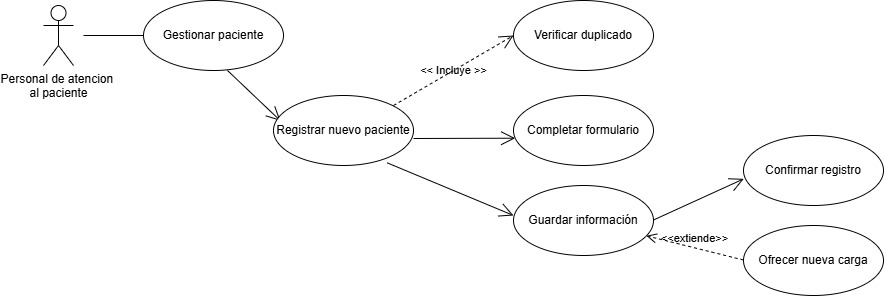 Gestionar paciente
Verificar duplicado
<< Incluye >>
Personal de atencion
al paciente
Registrar nuevo paciente
Completar formulario
Confirmar registro
Guardar información
<<extiende>>
Ofrecer nueva carga